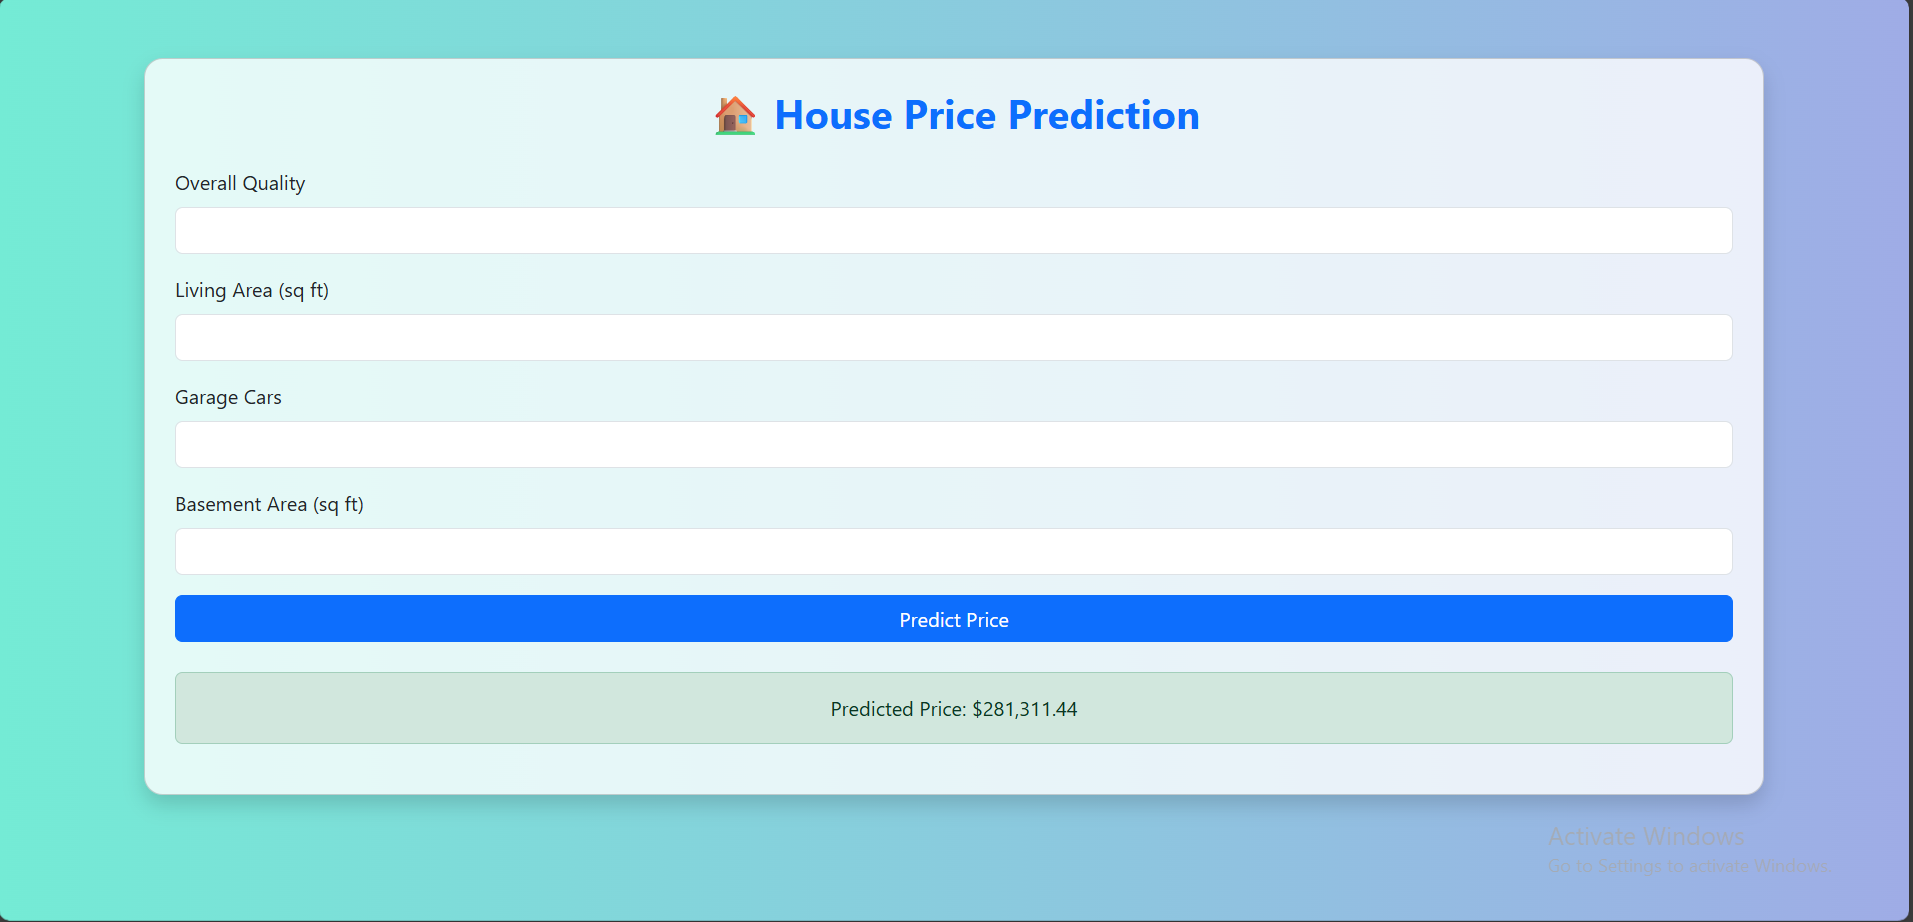 House Price Prediction
Overall Quality
Living Area (sq ft)
Garage Cars
Basement Area (sq ft)
Predict Price
Predicted Price: $281,311.44
Activate Windows
Go to Settings to activate Windows.